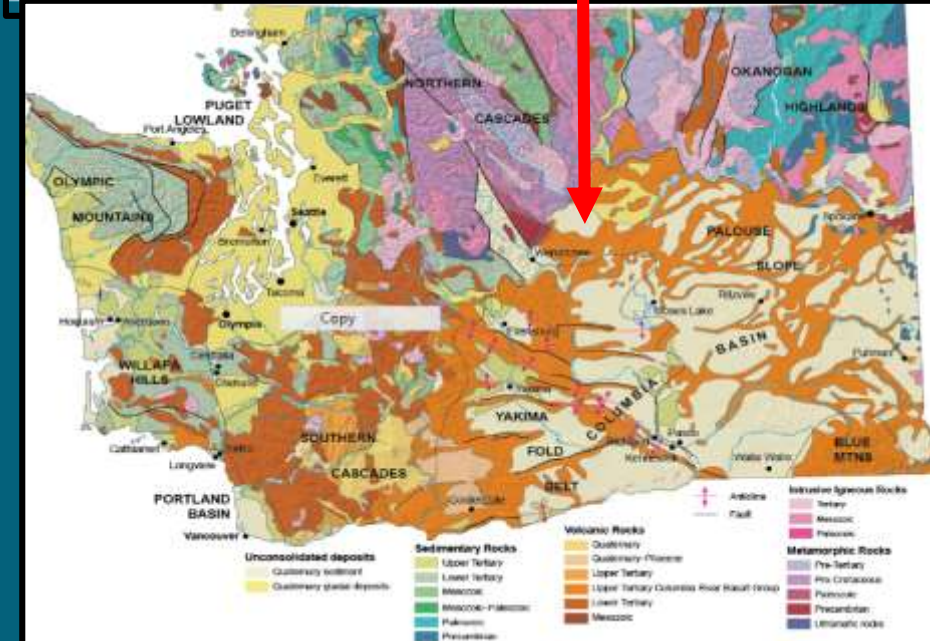 Bellingham
OKANOGAN
NORTHERN
PUGET
LOWLAND
CASCADES
HIGHLANDS
Port Angeles
OLYMPIC
Everett
MOUNTAINS
Seattle
Spokane
Bremerton
PALOUSE
Wenatchee
SLOPE
Tacoma
Ritzville
Moses Lake
Copy
Hoquiam
Aberdeen
Olympia
Ellensburg
BASIN
Centralia
Pullman
WILLAPA
HILLS
Chehalis
Yakima
COLUMBIA
YAKIMA
SOUTHERN
Richland
Pasco
Cathlamet
Kelso
FOLD
Kennewick
Walla Walla
BLUE
MTNS
Longview
CASCADES
BELT
Goldendale
PORTLAND
BASIN
Vancouver
Anticline
Fault
Intrusive Igneous Rocks
Tertiary
Mesozoic
Paleozoic
Volcanic Rocks
Quaternary
Quaternary-Pliocene
Upper Tertiary
Upper Tertiary Columbia River Basalt Group
Lower Tertiary
Mesozoic
Sedimentary Rocks
Upper Tertiary
Lower Tertiary
Mesozoic
Mesozoic-Paleozoic
Paleozoic
Precambrian
Unconsolidated deposits
Quaternary sediment
Quaternary glacial deposits
Metamorphic Rocks
Pre-Tertiary
Pre-Cretaceous
Paleozoic
Precambrian
Ultramafic rocks